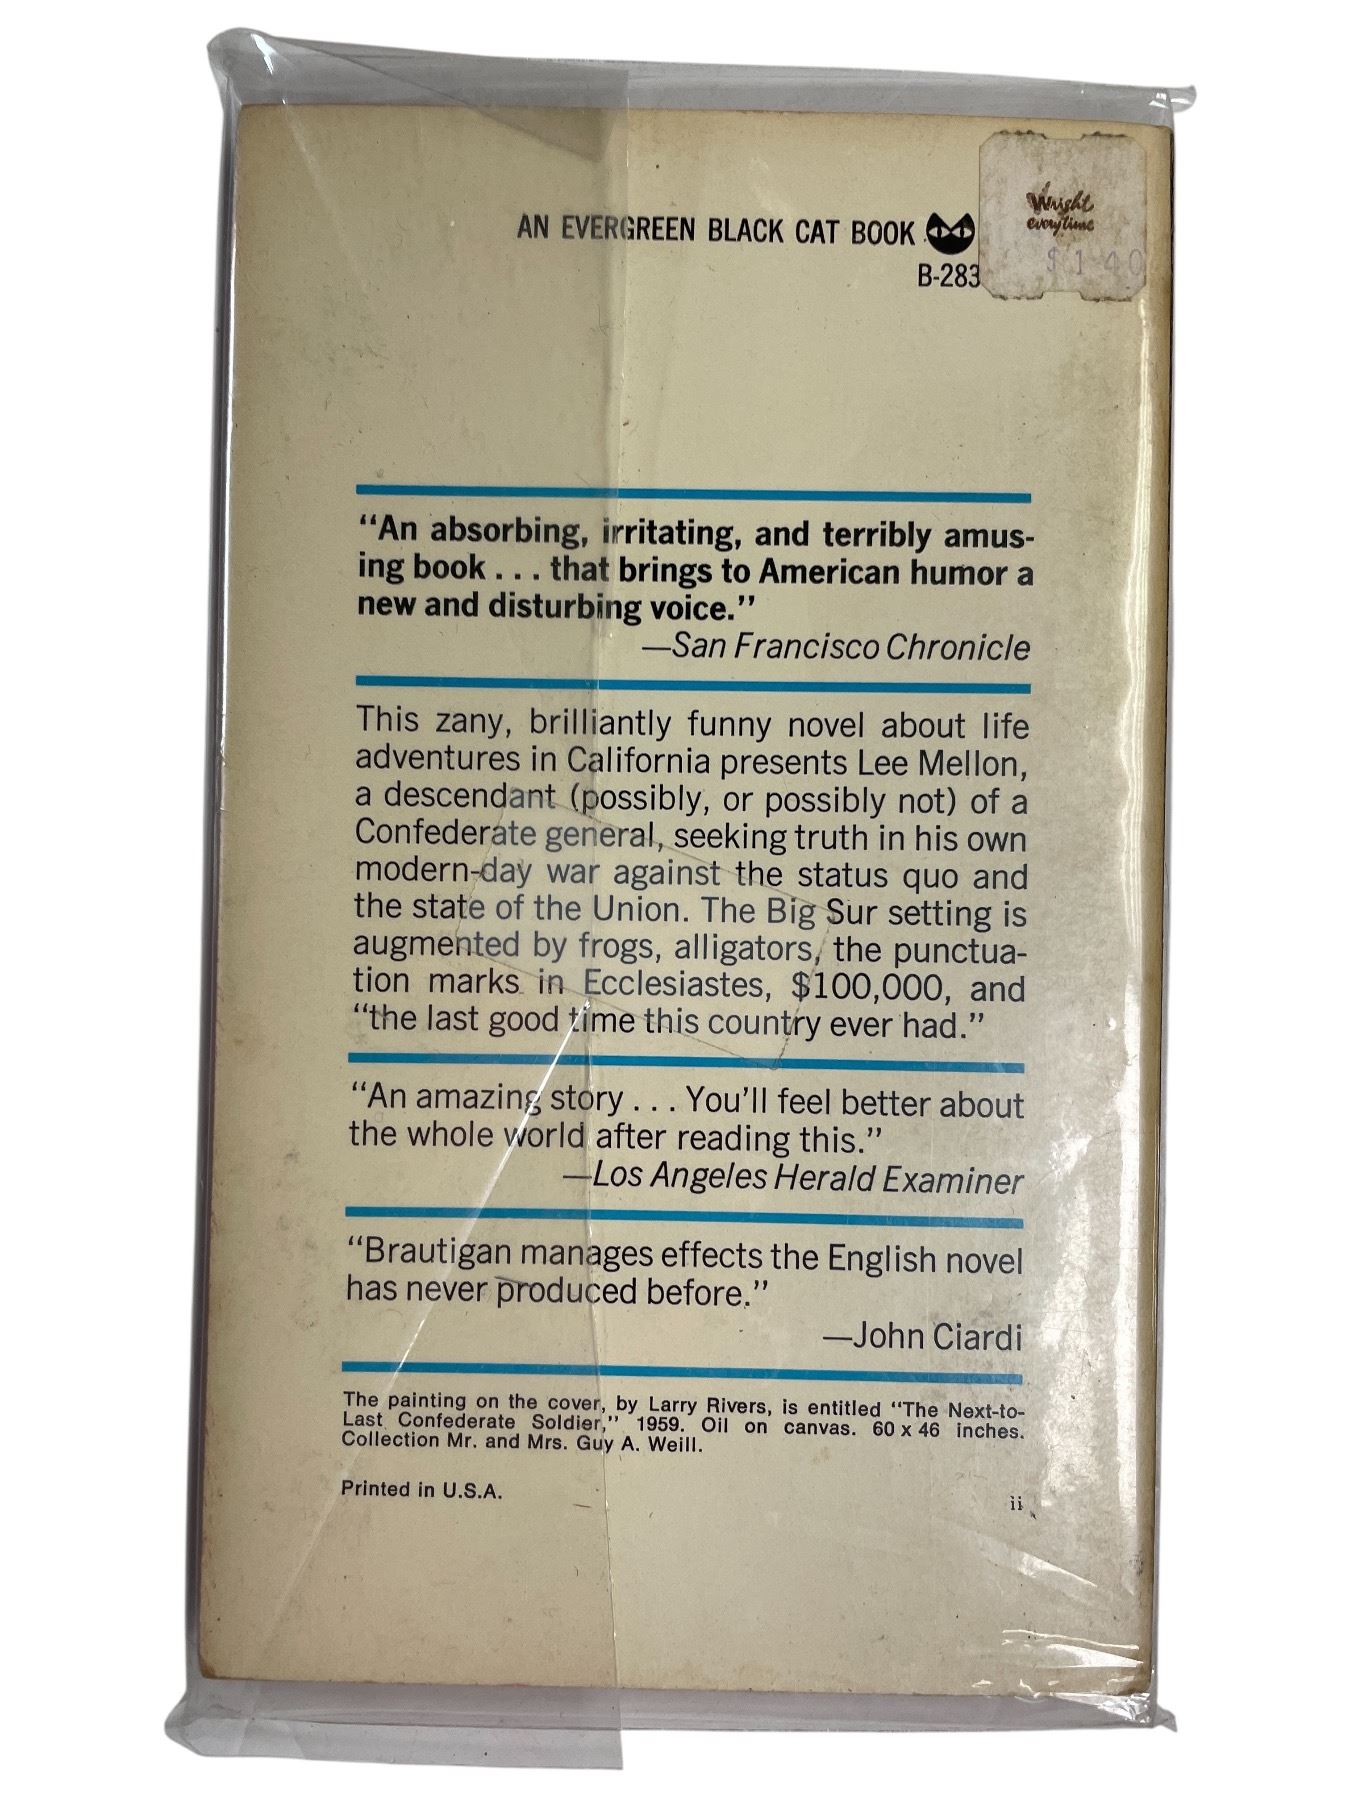 AN EVERGREEN BLACK CAT BOOK
B-283
Wright
everytime
$1.40
“An absorbing, irritating, and terribly amus-
ing book . . . that brings to American humor a
new and disturbing voice.”
—San Francisco Chronicle
This zany, brilliantly funny novel about life
adventures in California presents Lee Mellon,
a descendant (possibly, or possibly not) of a
Confederate general, seeking truth in his own
modern-day war against the status quo and
the state of the Union. The Big Sur setting is
augmented by frogs, alligators, the punctua-
tion marks in Ecclesiastes, $100,000, and
“the last good time this country ever had.”
“An amazing story . . . You’ll feel better about
the whole world after reading this.”
—Los Angeles Herald Examiner
“Brautigan manages effects the English novel
has never produced before.”
—John Ciardi
The painting on the cover, by Larry Rivers, is entitled “The Next-to-
Last Confederate Soldier,” 1959. Oil on canvas. 60 x 46 inches.
Collection Mr. and Mrs. Guy A. Weill.
Printed in U.S.A.
ii